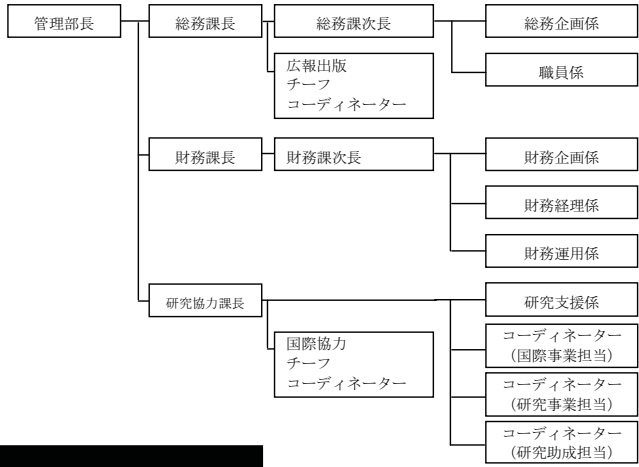 管理部長
総務課長
総務課次長
総務企画係
広報出版
チーフ
コーディネーター
職員係
財務課長
財務課次長
財務企画係
財務経理係
財務運用係
研究協力課長
研究支援係
国際協力
チーフ
コーディネーター
コーディネーター
(国際事業担当)
コーディネーター
(研究事業担当)
コーディネーター
(研究助成担当)